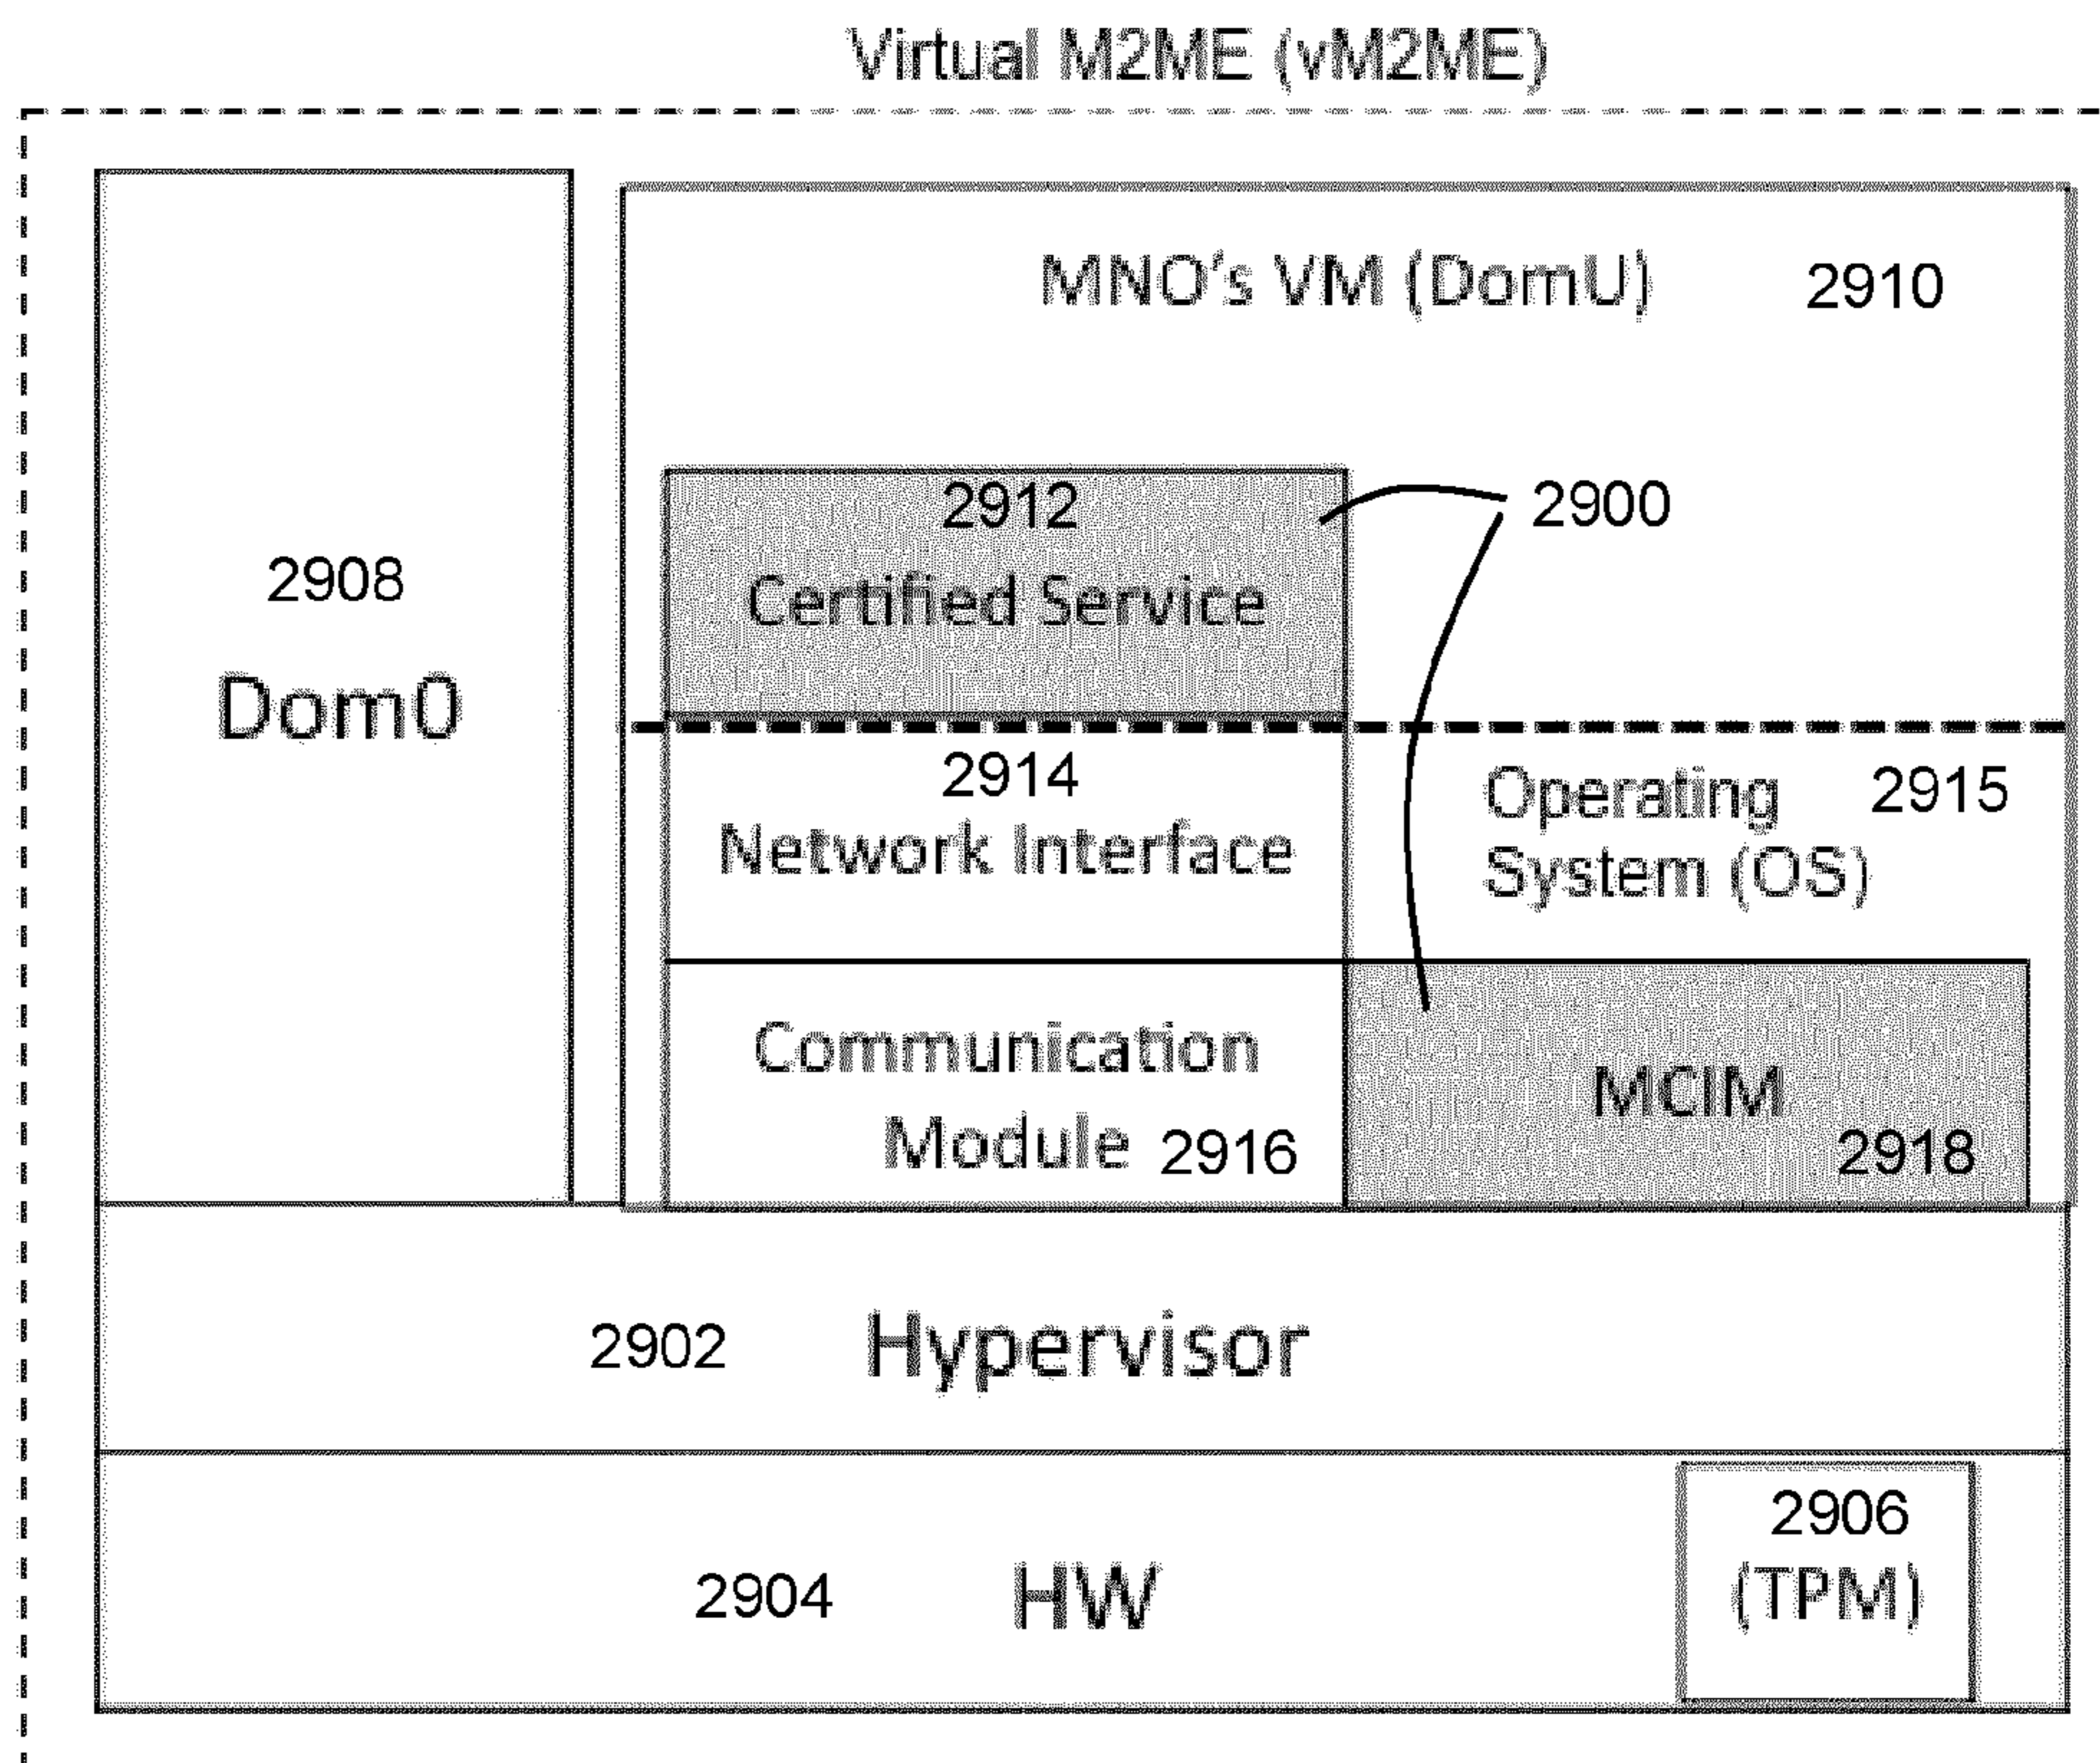 Virtual M2ME (vM2ME)
MNO's VM (DomU) 2910
2912
2900
Certified Service
2908
Dom0
2914
Network Interface
Operating 2915
System (OS)
Communication
Module 2916
MCIM
2918
2902 Hypervisor
2906
(TPM)
2904 HW